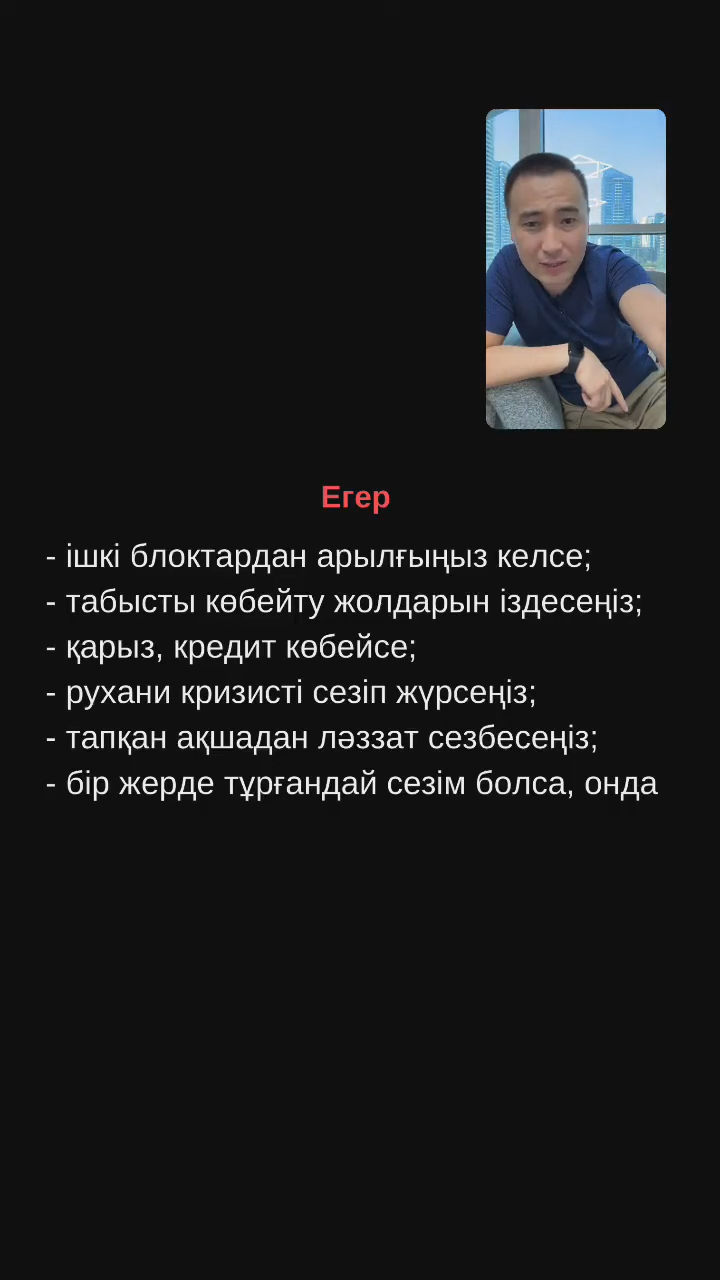 Егер
- ішкі блоктардан арылғыңыз келсе;
- табысты көбейту жолдарын іздесеңіз;
- қарыз, кредит көбейсе;
- рухани кризисті сезіп жүрсеңіз;
- тапқан ақшадан ләззат сезбесеңіз;
- бір жерде тұрғандай сезім болса, онда